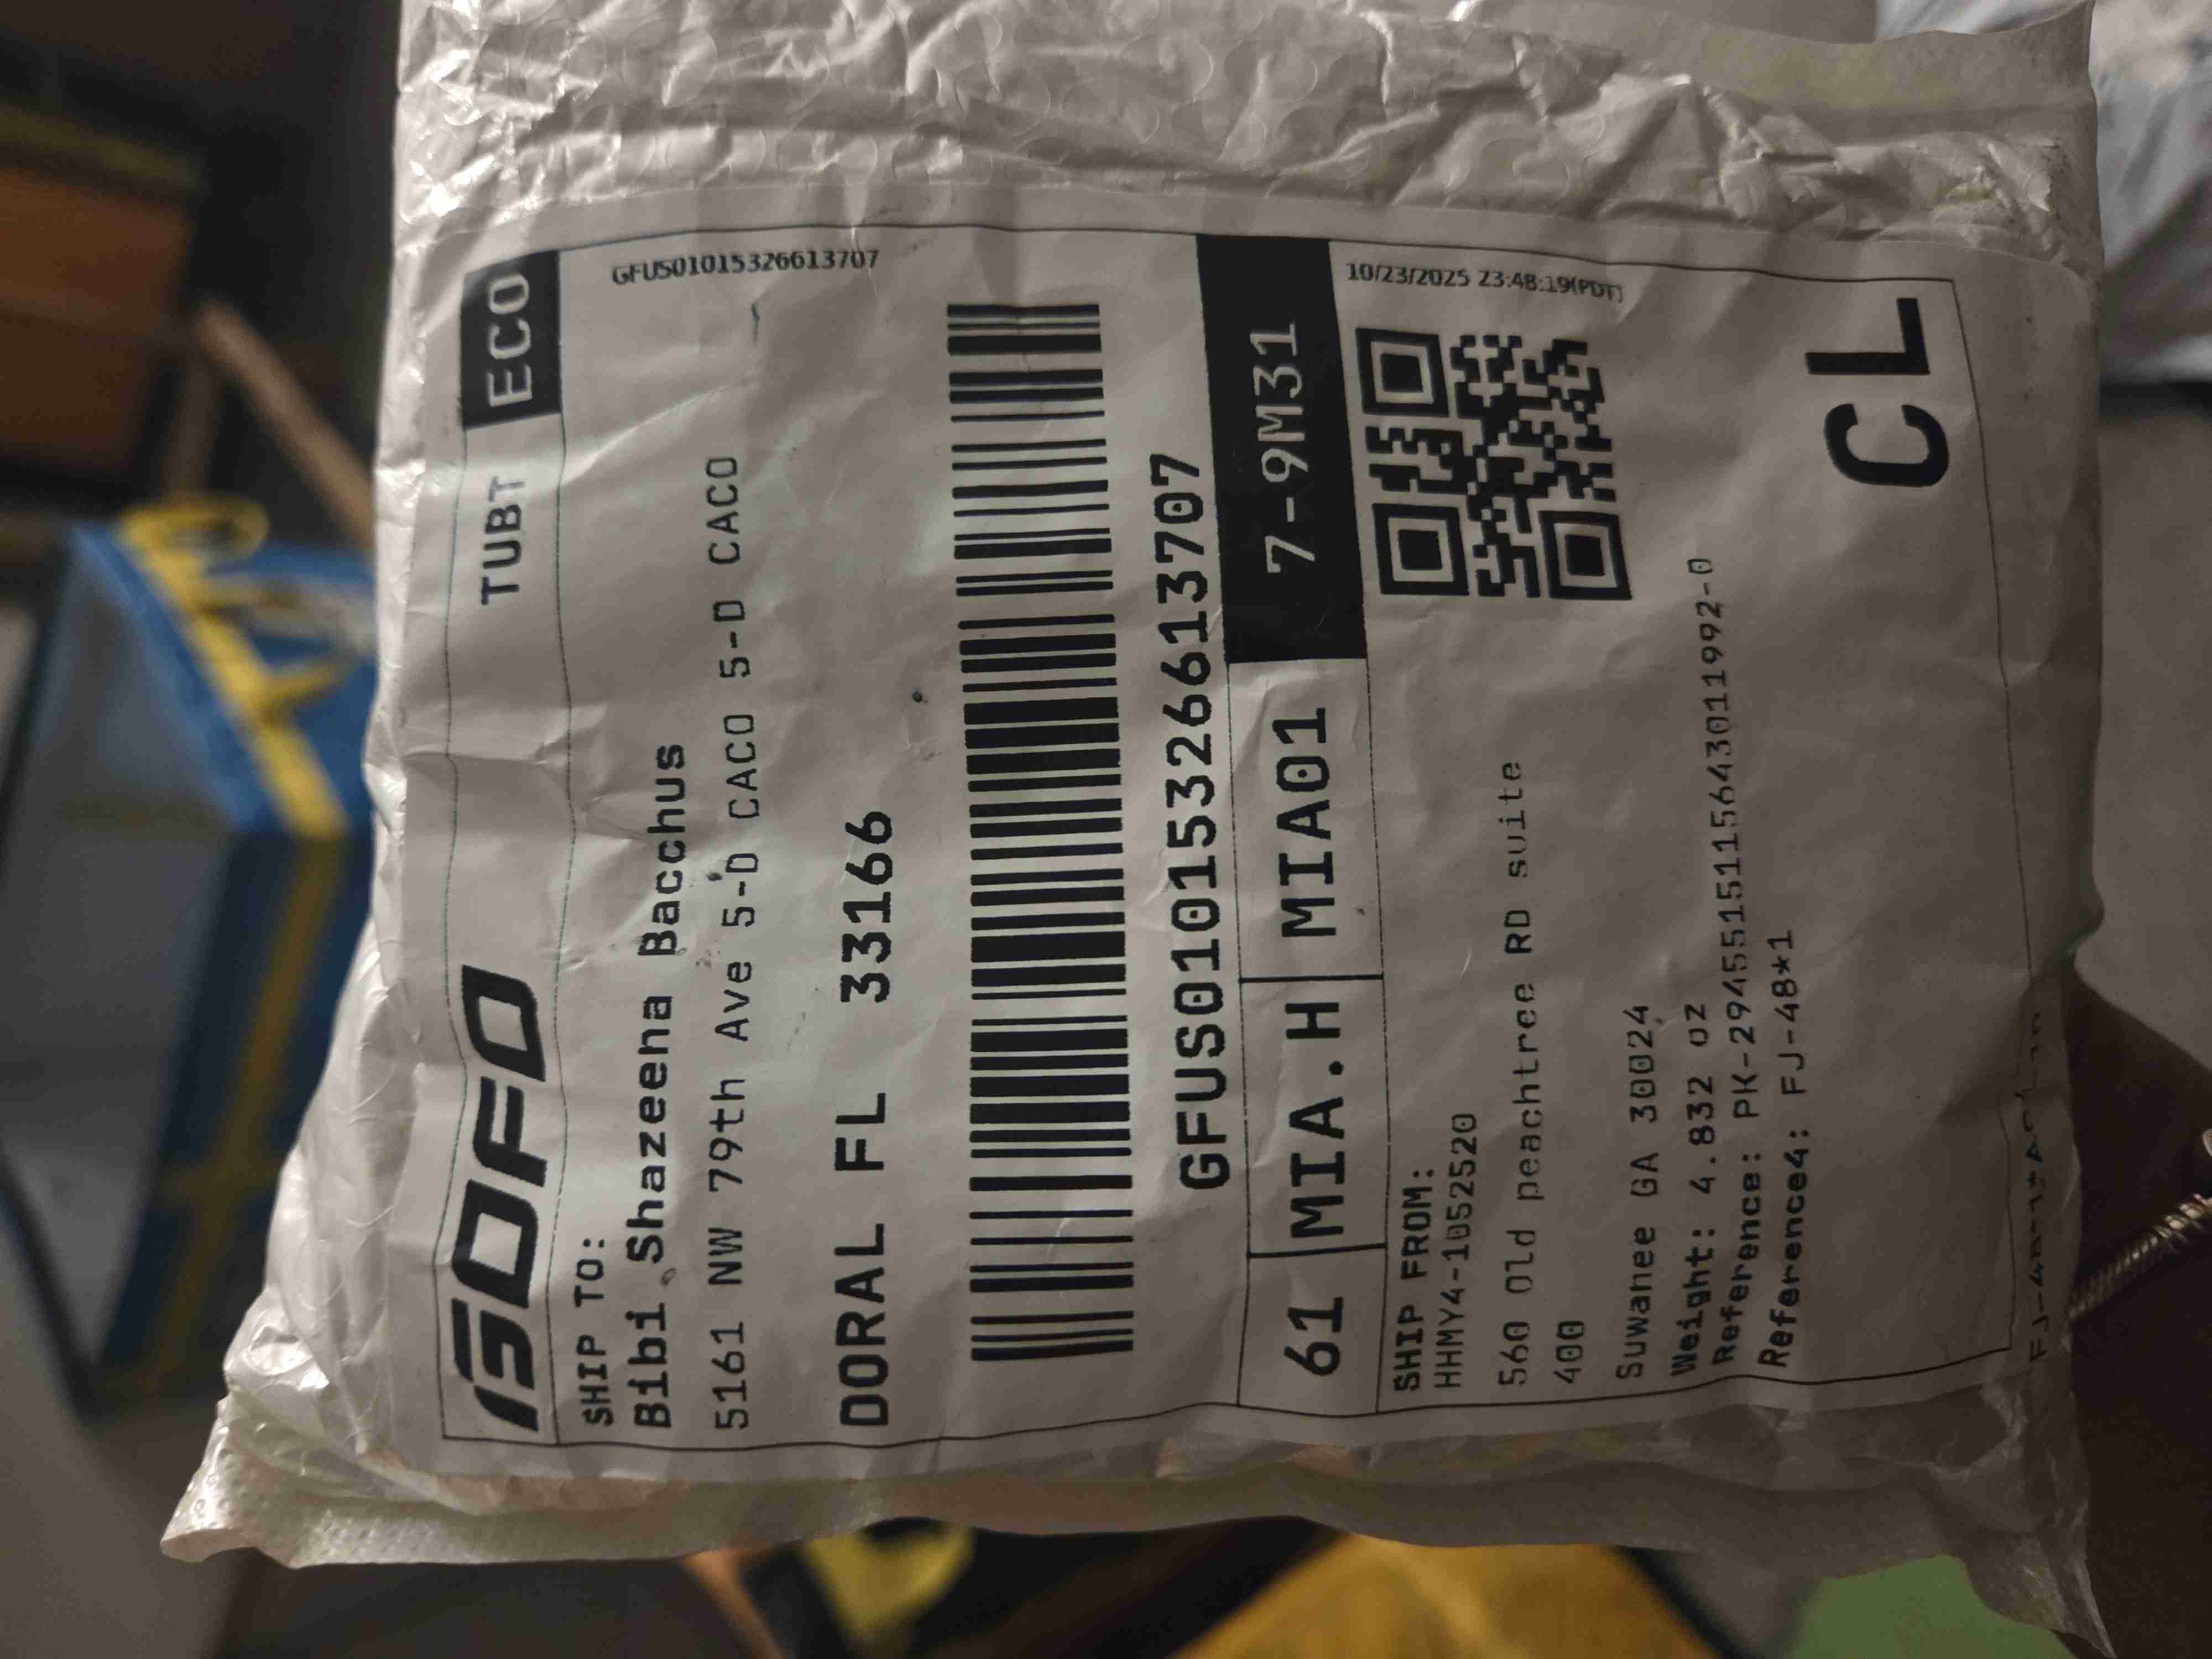 GOFO
TUBT ECO
SHIP TO:
Bibi Shazeena Bacchus
GFUS01015326613707
5161 NW 79th Ave 5-D CACO 5-D CACO
DORAL FL 33166
GFUS01015326613707
61 MIA.H MIA01 7-9M31
SHIP FROM:
HHMY4-1052520
10/23/2025 23:48:19(PDT)
560 Old peachtree RD suite
400
Suwanee GA 30024
Weight: 4.832 oz
Reference: PK-2945515511564301 1992-0
Reference4: FJ-48*1
CL